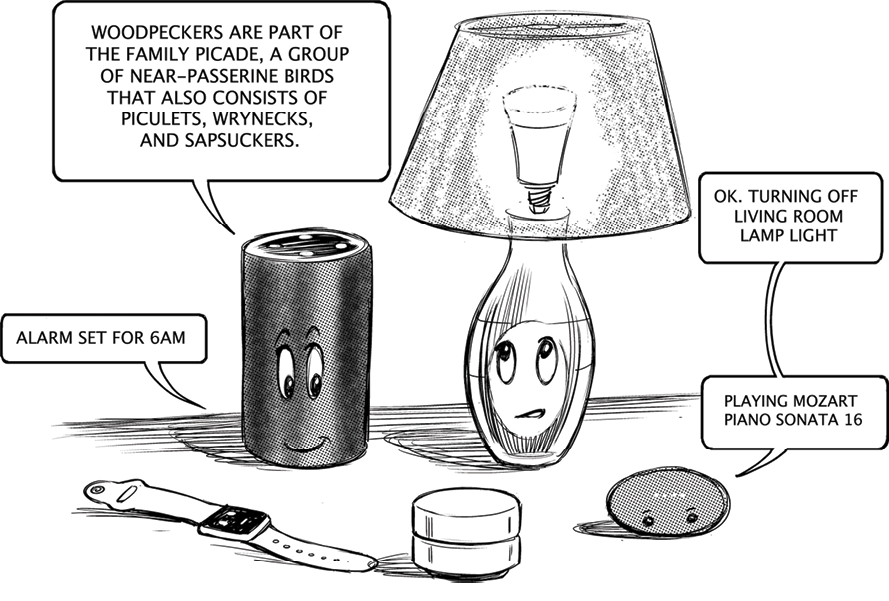 WOODPECKERS ARE PART OF
THE FAMILY PICADE, A GROUP
OF NEAR-PASSERINE BIRDS
THAT ALSO CONSISTS OF
PICULETS, WRYNECKS,
AND SAPSUCKERS.
OK. TURNING OFF
LIVING ROOM
LAMP LIGHT
ALARM SET FOR 6AM
PLAYING MOZART
PIANO SONATA 16